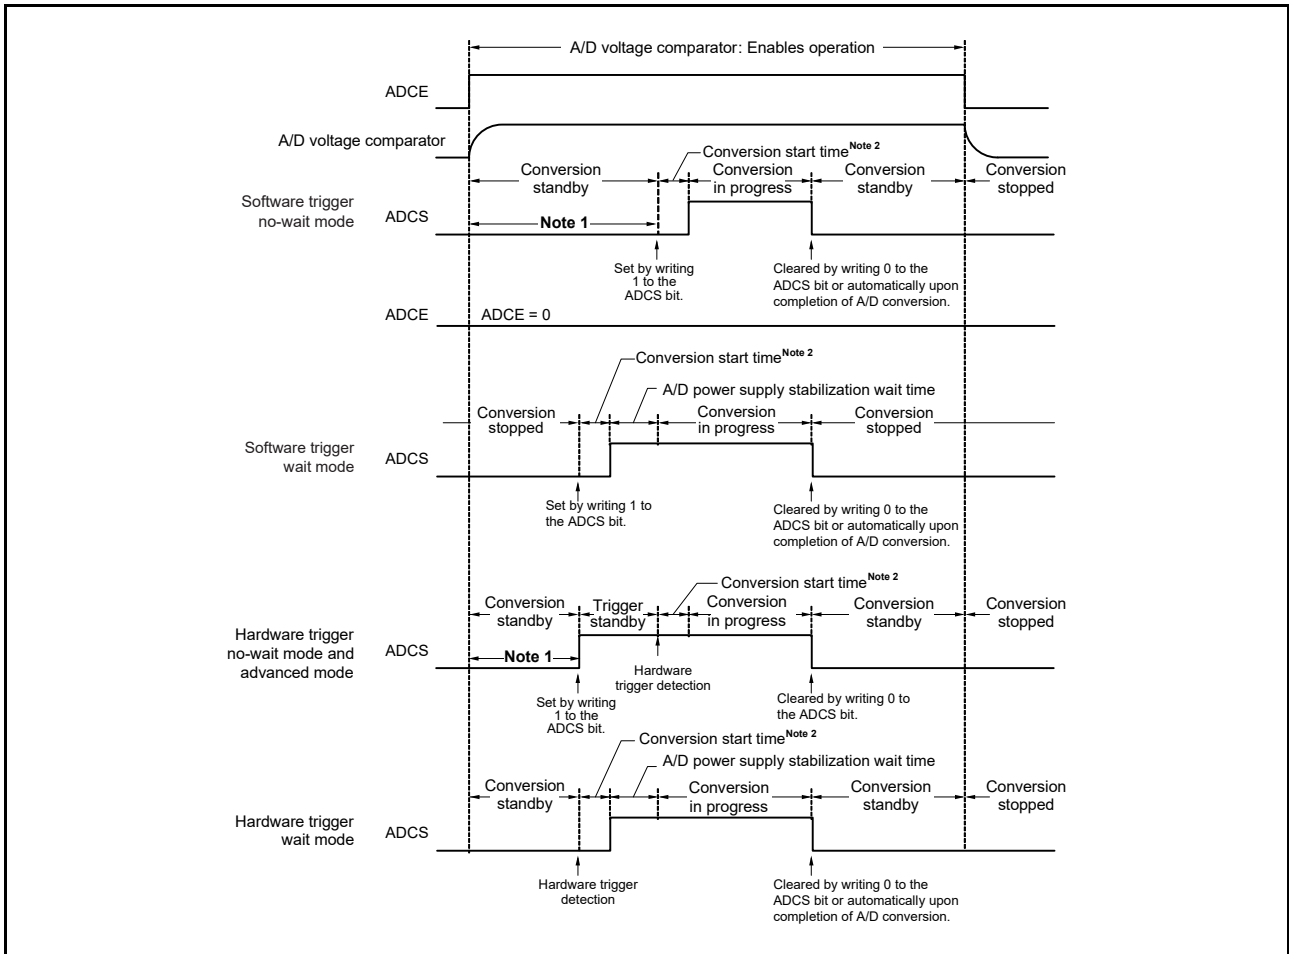 A/D voltage comparator: Enables operation
ADCE
A/D voltage comparator
Conversion start time Note 2
Conversion
standby
Conversion
in progress
Conversion
standby
Conversion
stopped
Software trigger
no-wait mode
ADCS
Note 1
Set by writing
1 to the
ADCS bit.
Cleared by writing 0 to the
ADCS bit or automatically upon
completion of A/D conversion.
ADCE
ADCE = 0
Conversion start time Note 2
A/D power supply stabilization wait time
Conversion
stopped
Conversion
in progress
Conversion
stopped
Software trigger
wait mode
ADCS
Set by writing 1 to
the ADCS bit.
Cleared by writing 0 to the
ADCS bit or automatically upon
completion of A/D conversion.
Conversion start time Note 2
Conversion
standby
Trigger
standby
Conversion
in progress
Conversion
standby
Conversion
stopped
Hardware trigger
no-wait mode and
advanced mode
ADCS
Note 1
Hardware
trigger detection
Set by writing
1 to the
ADCS bit.
Cleared by writing 0 to
the ADCS bit.
Conversion start time Note 2
A/D power supply stabilization wait time
Conversion
standby
Conversion
in progress
Conversion
standby
Conversion
stopped
Hardware trigger
wait mode
ADCS
Hardware trigger
detection
Cleared by writing 0 to the
ADCS bit or automatically upon
completion of A/D conversion.